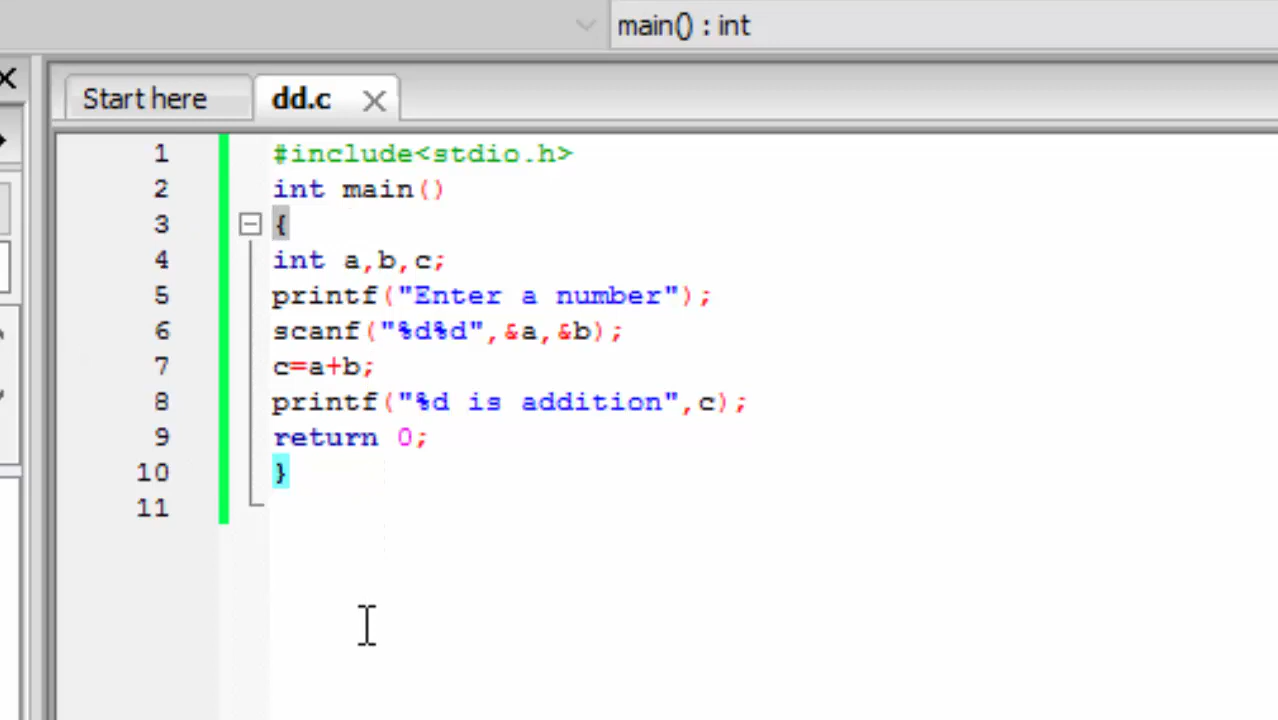 main() : int
Start here
dd.c
1 #include<stdio.h>
2 int main()
3 {
4 int a,b,c;
5 printf("Enter a number");
6 scanf("%d%d",&a,&b);
7 c=a+b;
8 printf("%d is addition",c);
9 return 0;
10 }
11